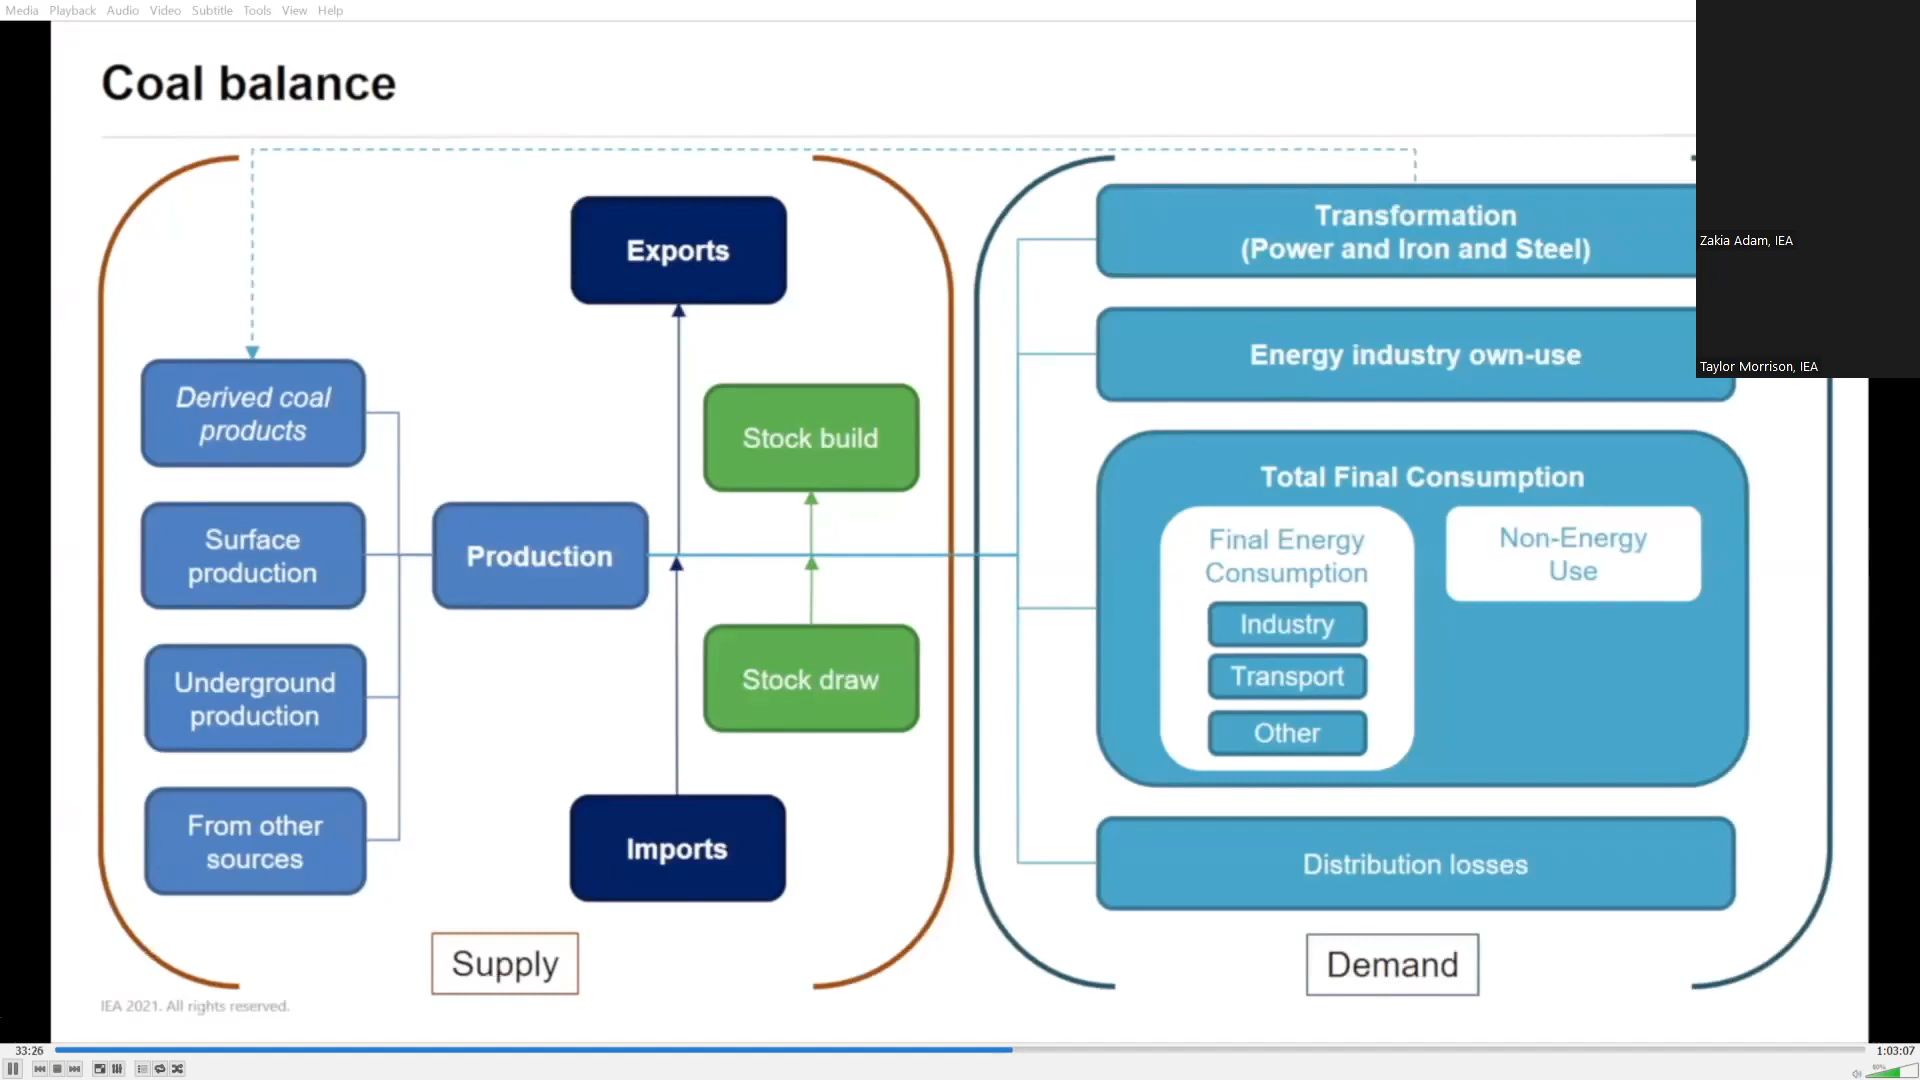 Media Playback Audio Video Subtitle Tools View Help
Coal balance
Exports
Derived coal
products
Stock build
Surface
production
Production
Underground
production
Stock draw
From other
sources
Imports
Supply
Transformation
(Power and Iron and Steel)
Energy industry own-use
Total Final Consumption
Final Energy
Consumption
Non-Energy
Use
Industry
Transport
Other
Distribution losses
Demand
Zakia Adam, IEA
Taylor Morrison, IEA
IEA 2021. All rights reserved.
33:26
1:03:07
80%